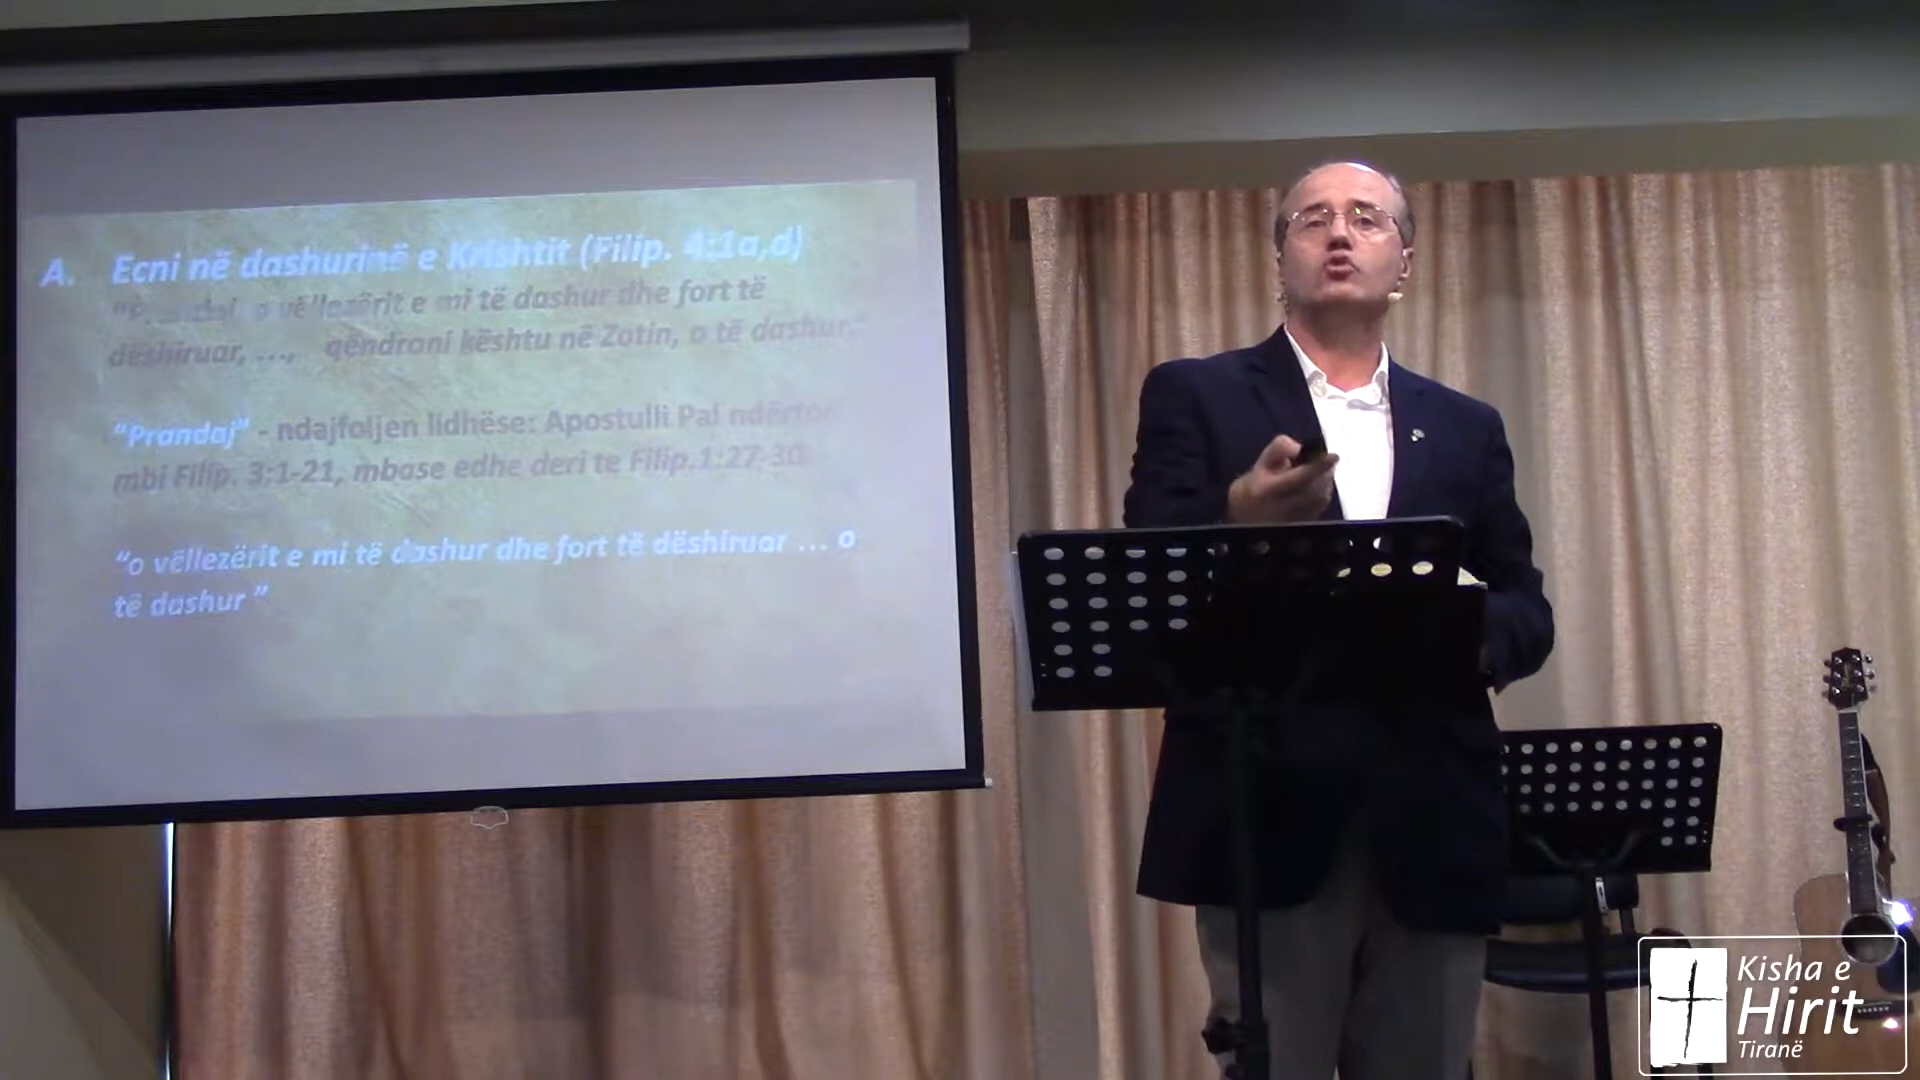 A. Ecni në dashurinë e Krishtit (Filip. 4:1a,d)
"Prandaj, o vëllezërit e mi të dashur dhe fort të
dëshiruar, ..., qëndroni kështu në Zotin, o të dashur."
"Prandaj" - ndajfoljen lidhëse: Apostulli Pal ndërton
mbi Filip. 3:1-21, mbase edhe deri te Filip.1:27-30
"o vëllezërit e mi të dashur dhe fort të dëshiruar ... o
të dashur "
Kisha e
Hirit
Tiranë